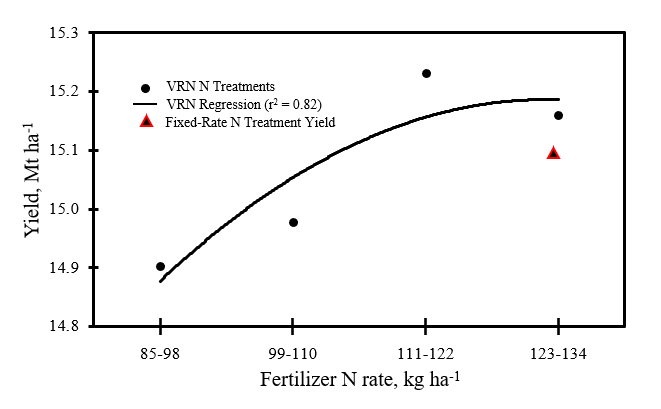 15.3
15.2
15.1
15.0
14.9
14.8
Yield, Mt ha⁻¹
VRN N Treatments
VRN Regression (r² = 0.82)
Fixed-Rate N Treatment Yield
85-98 99-110 111-122 123-134
Fertilizer N rate, kg ha⁻¹